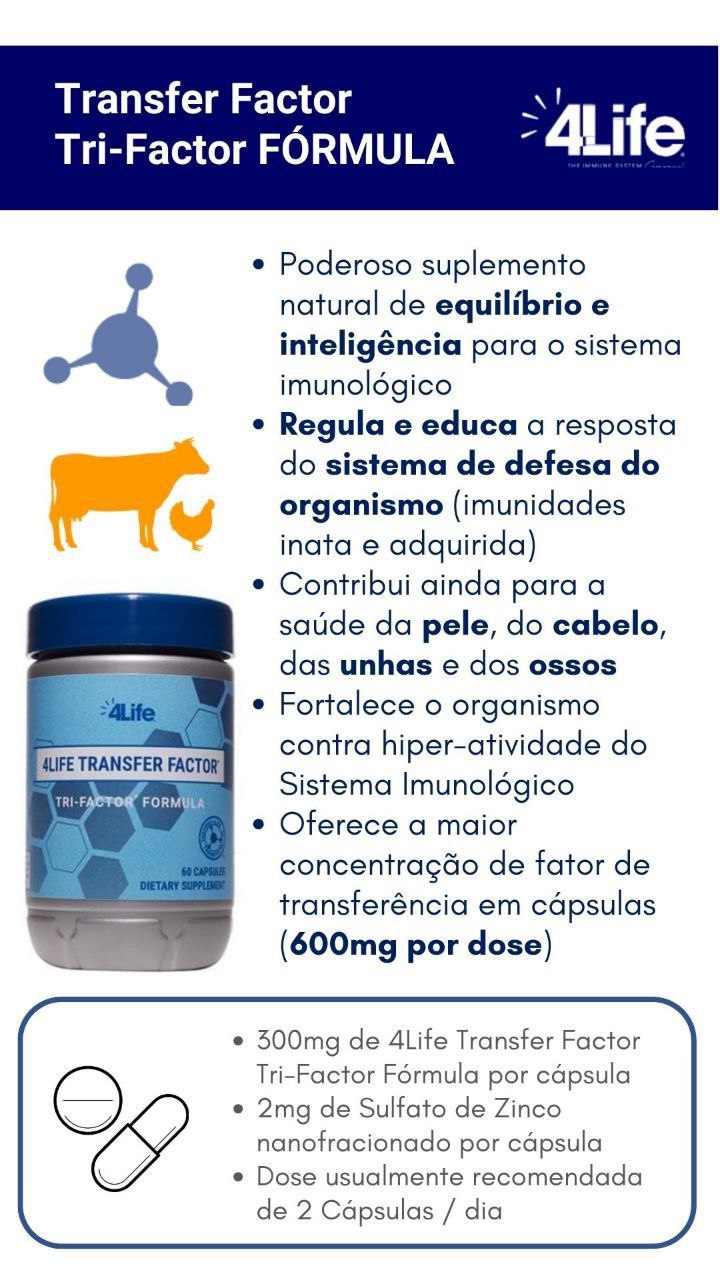 Transfer Factor
Tri-Factor FÓRMULA
4Life
THE IMMUNE SYSTEM
• Poderoso suplemento
natural de equilíbrio e
inteligência para o sistema
imunológico
• Regula e educa a resposta
do sistema de defesa do
organismo (imunidades
inata e adquirida)
• Contribui ainda para a
saúde da pele, do cabelo,
das unhas e dos ossos
• Fortalece o organismo
contra hiper-atividade do
Sistema Imunológico
• Oferece a maior
concentração de fator de
transferência em cápsulas
(600mg por dose)
4Life
4LIFE TRANSFER FACTOR®
TRI-FACTOR® FORMULA
60 CAPSULES
DIETARY SUPPLEMENT
• 300mg de 4Life Transfer Factor
Tri-Factor Fórmula por cápsula
• 2mg de Sulfato de Zinco
nanofracionado por cápsula
• Dose usualmente recomendada
de 2 Cápsulas / dia